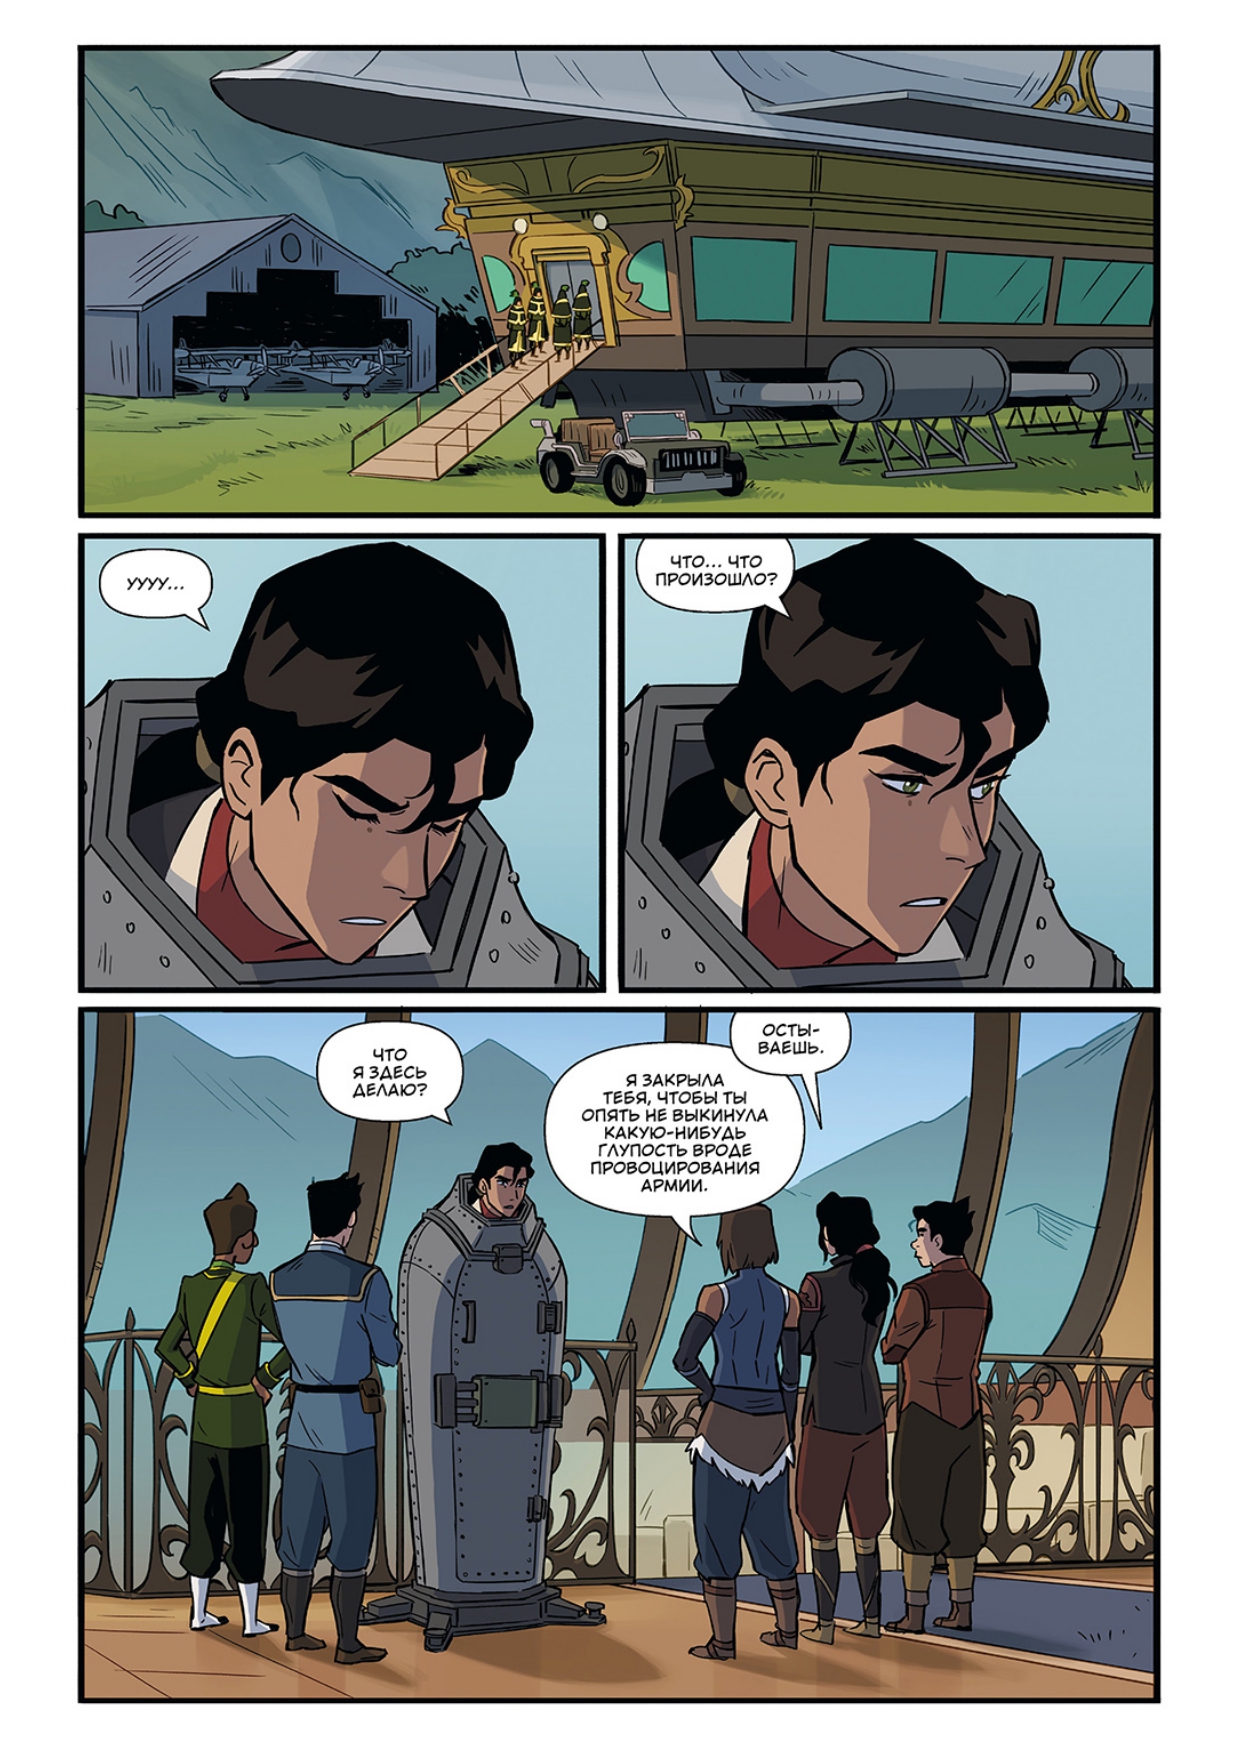 УУУУ...
ЧТО... ЧТО
ПРОИЗОШЛО?
ЧТО
Я ЗДЕСЬ
ДЕЛАЮ?
ОСТЫ-
ВАЕШЬ.
Я ЗАКРЫЛА
ТЕБЯ, ЧТОБЫ ТЫ
ОПЯТЬ НЕ ВЫКИНУЛА
КАКУЮ-НИБУДЬ
ГЛУПОСТЬ ВРОДЕ
ПРОВОЦИРОВАНИЯ
АРМИИ.